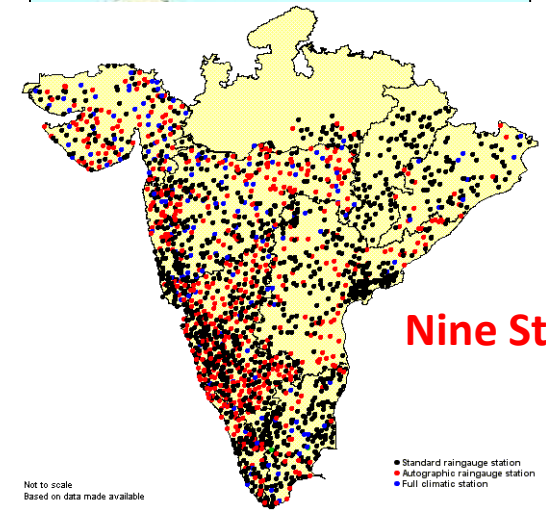 Nine St
Standard raingauge station
Autographic raingauge station
Full climatic station
Not to scale
Based on data made available